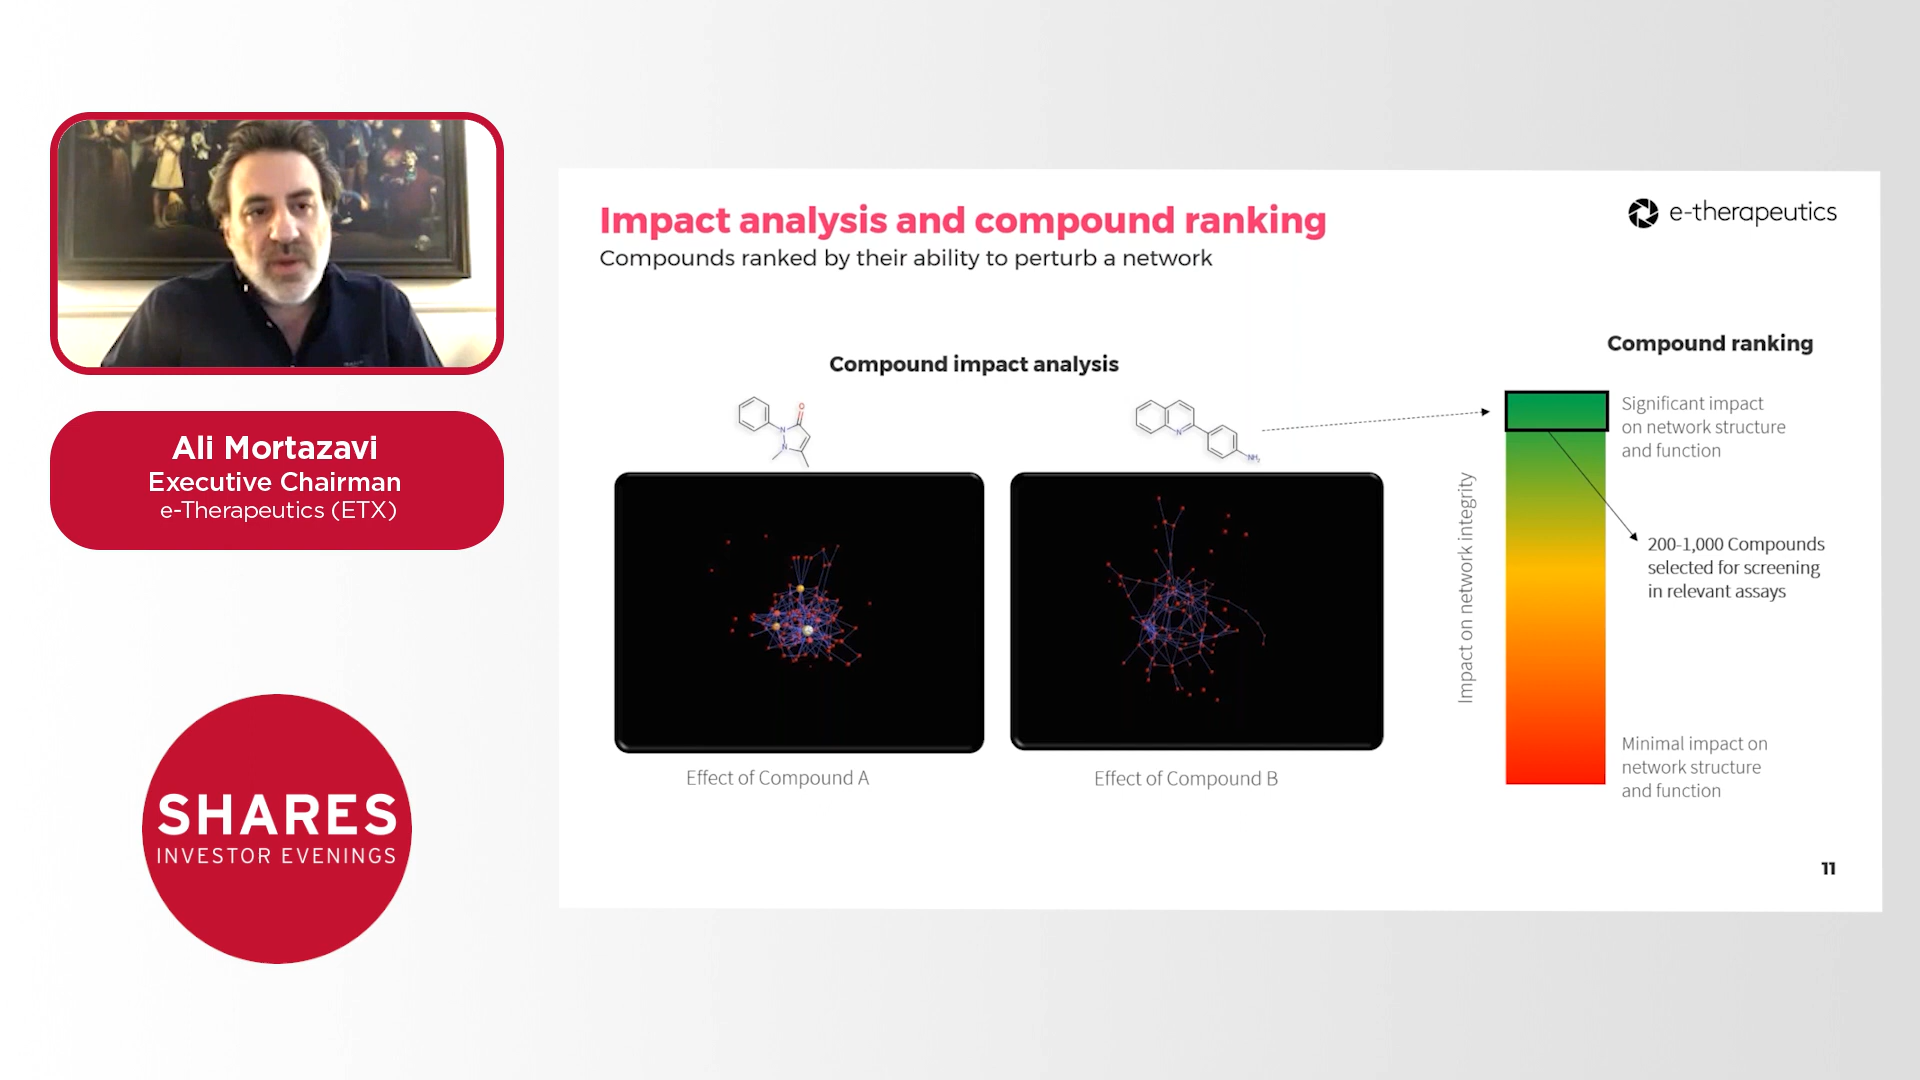 Ali Mortazavi
Executive Chairman
e-Therapeutics (ETX)
SHARES
INVESTOR EVENINGS
Impact analysis and compound ranking
Compounds ranked by their ability to perturb a network
e-therapeutics
Compound impact analysis
O
N
N
N
NH2
Effect of Compound A
Effect of Compound B
Compound ranking
Impact on network integrity
Significant impact
on network structure
and function
200-1,000 Compounds
selected for screening
in relevant assays
Minimal impact on
network structure
and function
11